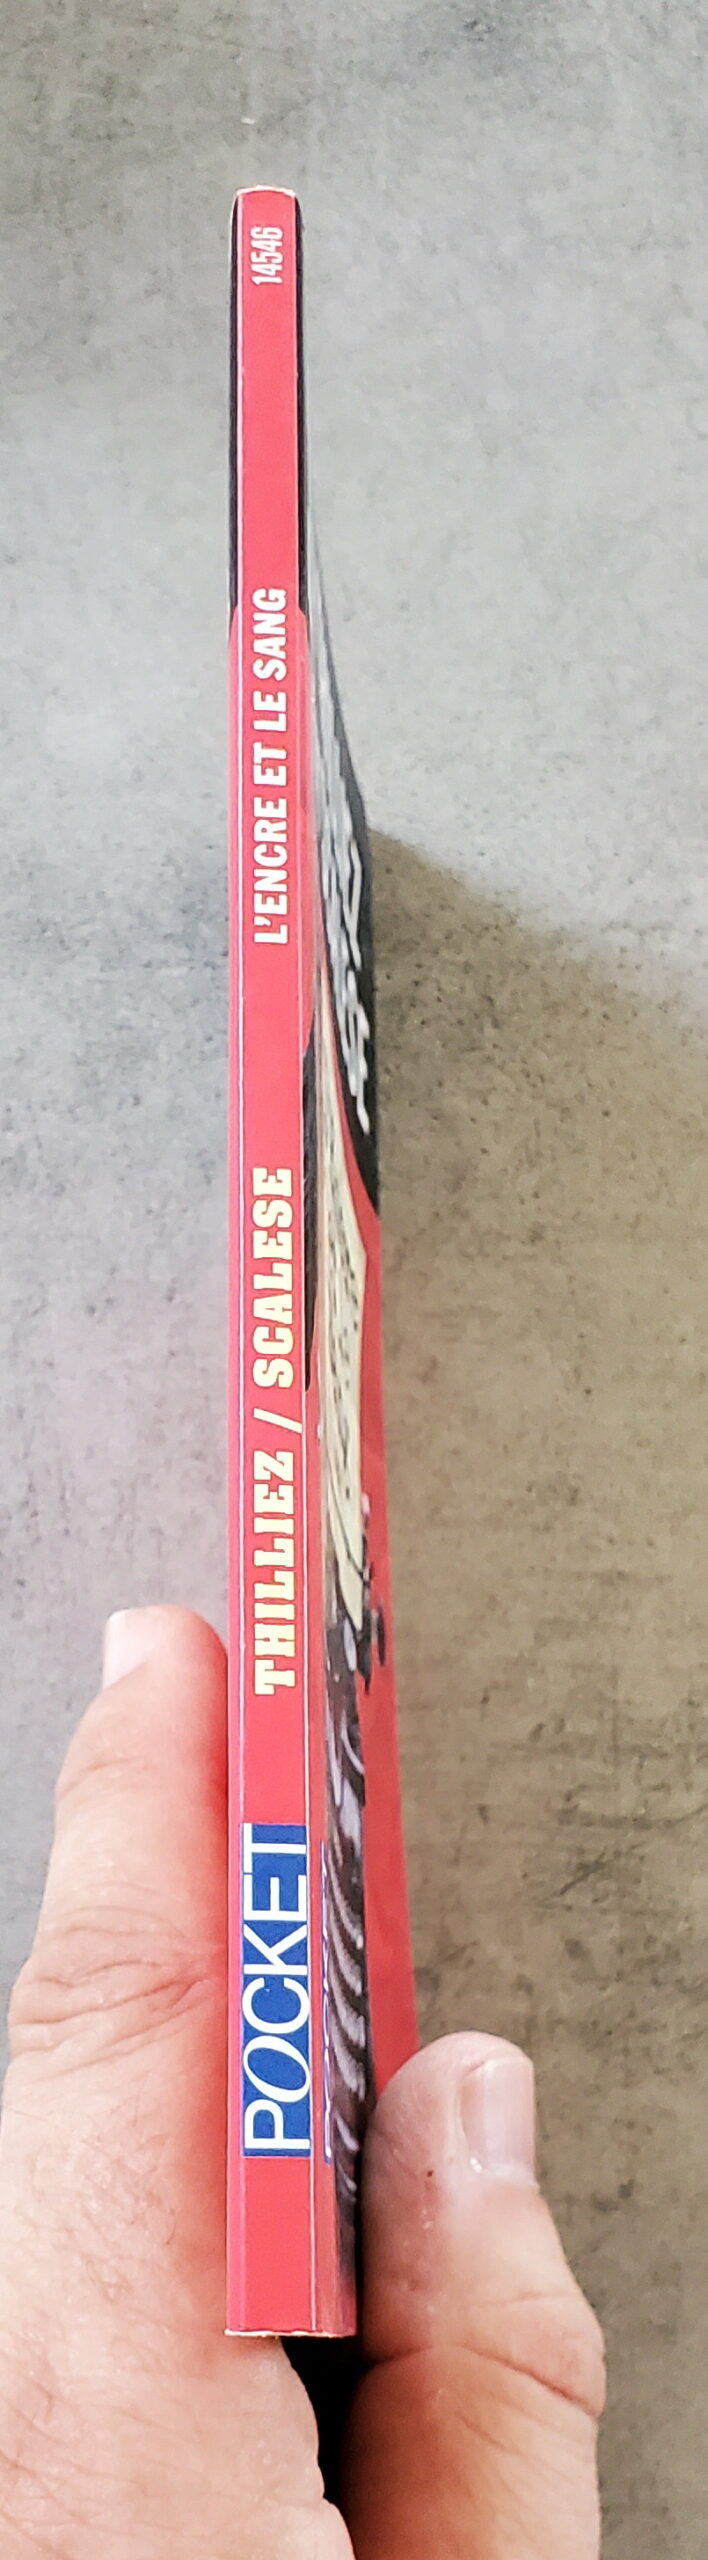 POCKET
THILLIEZ / SCALESE
L'ENCRE ET LE SANG
14546